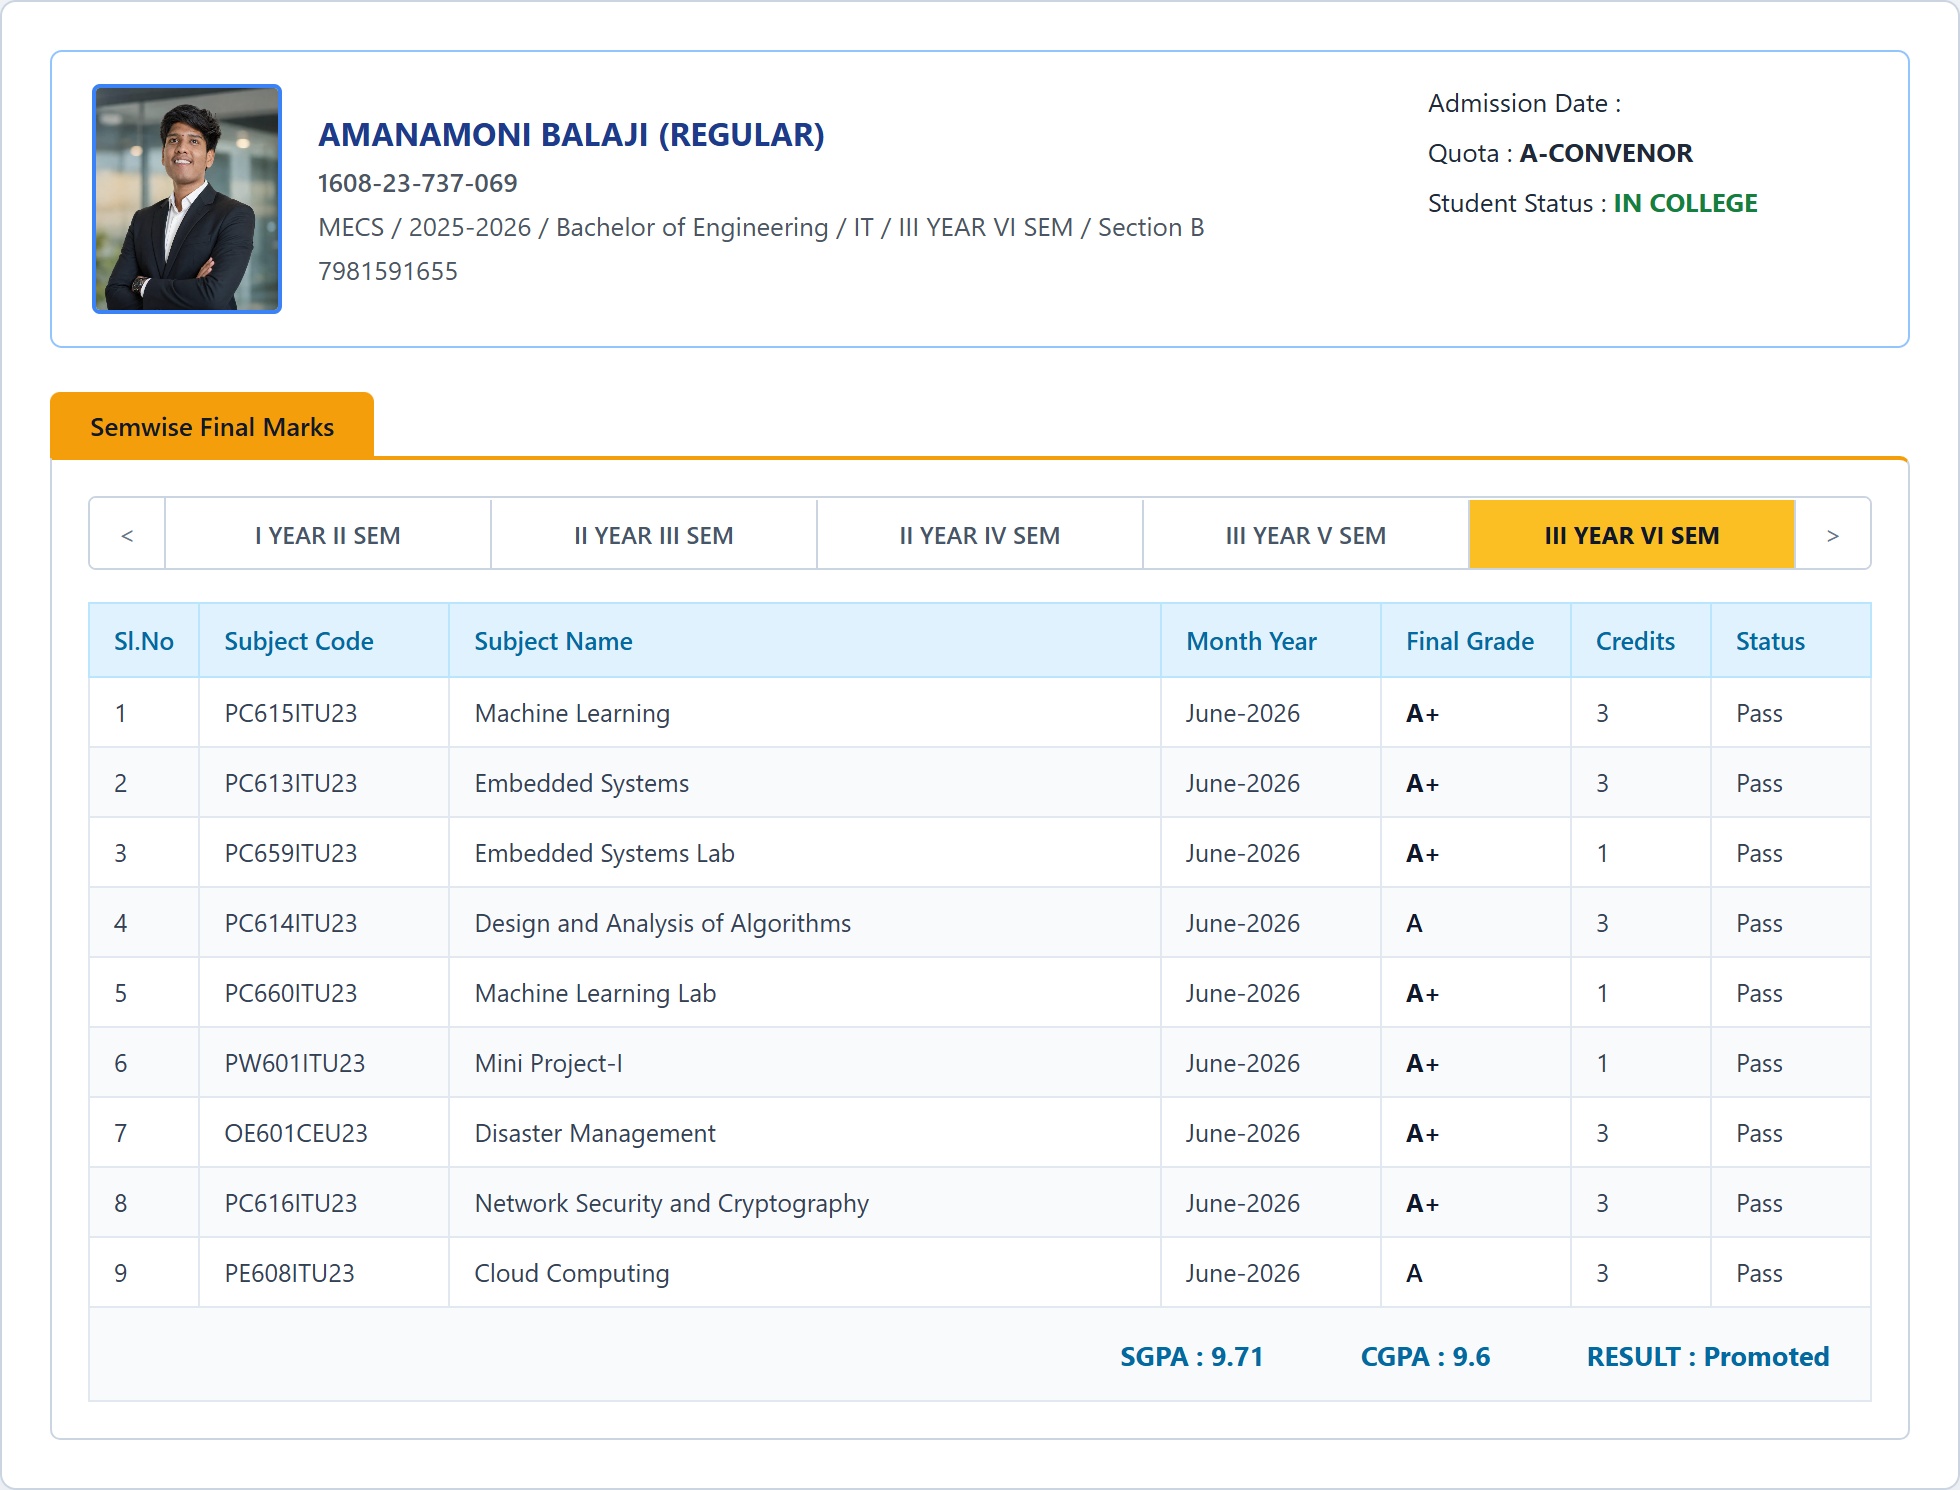 AMANAMONI BALAJI (REGULAR)
1608-23-737-069
MECS / 2025-2026 / Bachelor of Engineering / IT / III YEAR VI SEM / Section B
7981591655
Admission Date :
Quota : A-CONVENOR
Student Status : IN COLLEGE
Semwise Final Marks
< I YEAR II SEM II YEAR III SEM II YEAR IV SEM III YEAR V SEM III YEAR VI SEM >
Sl.No Subject Code Subject Name Month Year Final Grade Credits Status
1 PC615ITU23 Machine Learning June-2026 A+ 3 Pass
2 PC613ITU23 Embedded Systems June-2026 A+ 3 Pass
3 PC659ITU23 Embedded Systems Lab June-2026 A+ 1 Pass
4 PC614ITU23 Design and Analysis of Algorithms June-2026 A 3 Pass
5 PC660ITU23 Machine Learning Lab June-2026 A+ 1 Pass
6 PW601ITU23 Mini Project-I June-2026 A+ 1 Pass
7 OE601CEU23 Disaster Management June-2026 A+ 3 Pass
8 PC616ITU23 Network Security and Cryptography June-2026 A+ 3 Pass
9 PE608ITU23 Cloud Computing June-2026 A 3 Pass
SGPA : 9.71 CGPA : 9.6 RESULT : Promoted